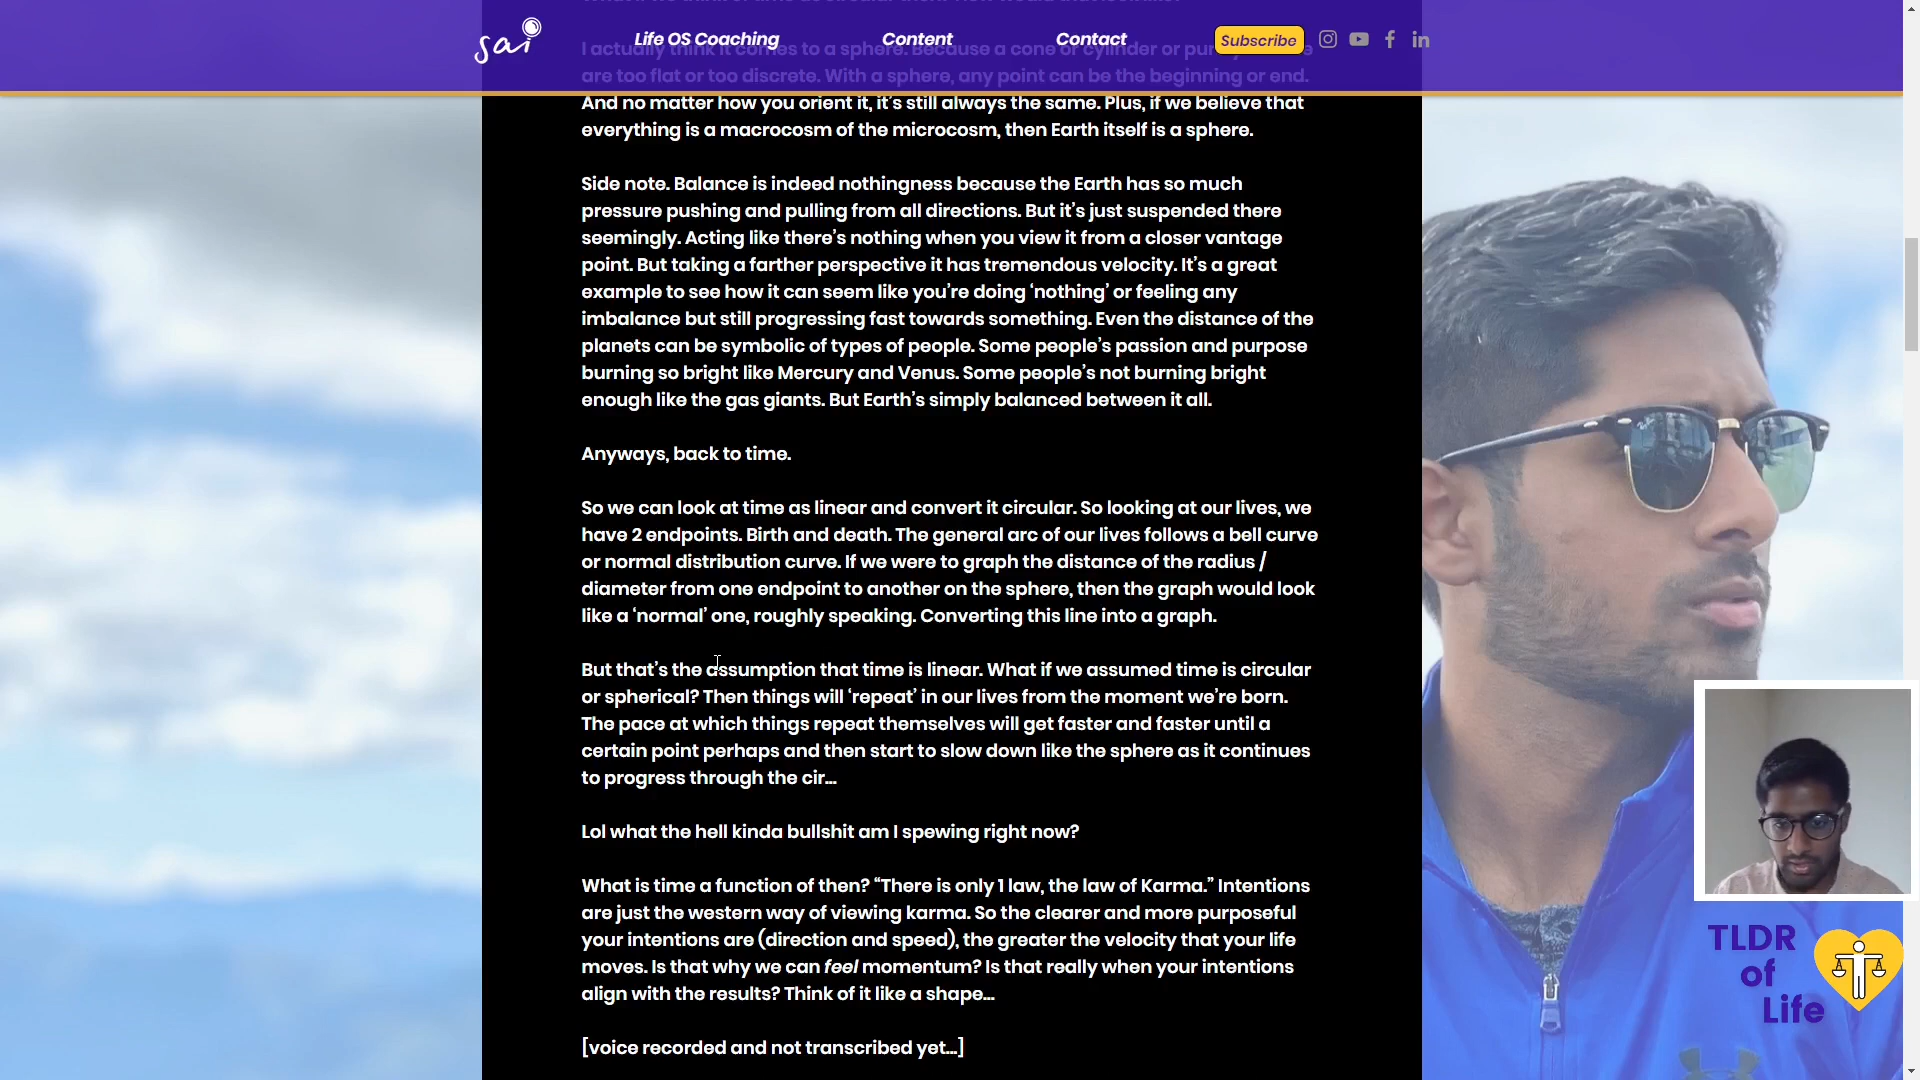 sai
Life OS Coaching
Content
Contact
Subscribe
I actually think it comes to a sphere. Because a cone or cylinder or pur
are too flat or too discrete. With a sphere, any point can be the beginning or end.
And no matter how you orient it, it's still always the same. Plus, if we believe that
everything is a macrocosm of the microcosm, then Earth itself is a sphere.
Side note. Balance is indeed nothingness because the Earth has so much
pressure pushing and pulling from all directions. But it's just suspended there
seemingly. Acting like there's nothing when you view it from a closer vantage
point. But taking a farther perspective it has tremendous velocity. It's a great
example to see how it can seem like you're doing 'nothing' or feeling any
imbalance but still progressing fast towards something. Even the distance of the
planets can be symbolic of types of people. Some people's passion and purpose
burning so bright like Mercury and Venus. Some people's not burning bright
enough like the gas giants. But Earth's simply balanced between it all.
Anyways, back to time.
So we can look at time as linear and convert it circular. So looking at our lives, we
have 2 endpoints. Birth and death. The general arc of our lives follows a bell curve
or normal distribution curve. If we were to graph the distance of the radius /
diameter from one endpoint to another on the sphere, then the graph would look
like a 'normal' one, roughly speaking. Converting this line into a graph.
But that's the assumption that time is linear. What if we assumed time is circular
or spherical? Then things will 'repeat' in our lives from the moment we're born.
The pace at which things repeat themselves will get faster and faster until a
certain point perhaps and then start to slow down like the sphere as it continues
to progress through the cir...
Lol what the hell kinda bullshit am I spewing right now?
What is time a function of then? "There is only 1 law, the law of Karma." Intentions
are just the western way of viewing karma. So the clearer and more purposeful
your intentions are (direction and speed), the greater the velocity that your life
moves. Is that why we can feel momentum? Is that really when your intentions
align with the results? Think of it like a shape...
[voice recorded and not transcribed yet...]
TLDR
of
Life